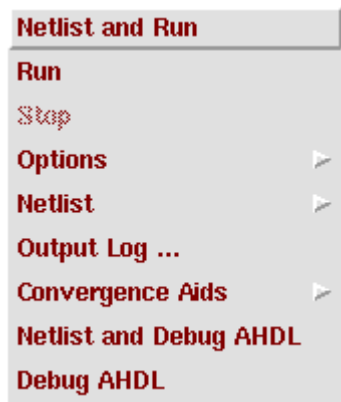 Netlist and Run
Run
Stop
Options
Netlist
Output Log ...
Convergence Aids
Netlist and Debug AHDL
Debug AHDL